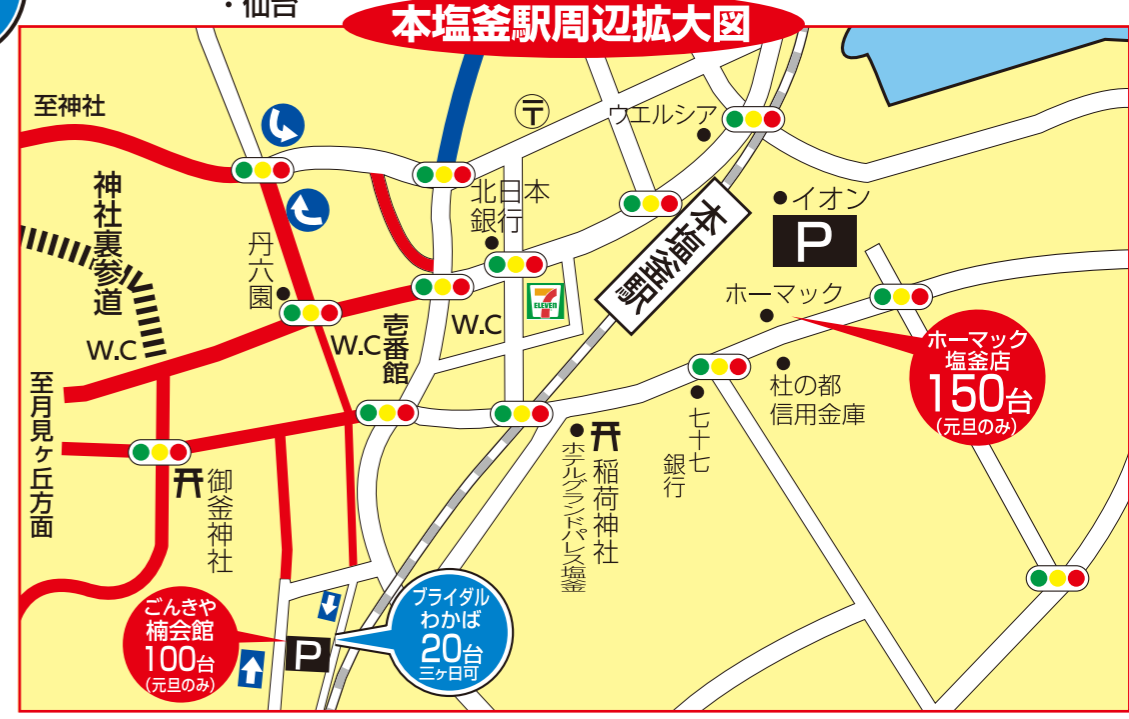 ・仙台
本塩釜駅周辺拡大図
至神社
〒
ウエルシア
神社裏参道
北日本
銀行
イオン
P
本塩釜駅
丹六園
ホーマック
7
ELEVEN
W.C
W.C
W.C
壱番館
ホーマック
塩釜店
150台
(元旦のみ)
杜の都
信用金庫
至月見ヶ丘方面
七十七
銀行
稲荷神社
ホテルグランドパレス塩釜
御釜神社
ごんきや
楠会館
100台
(元旦のみ)
P
ブライダル
わかば
20台
三ヶ日可